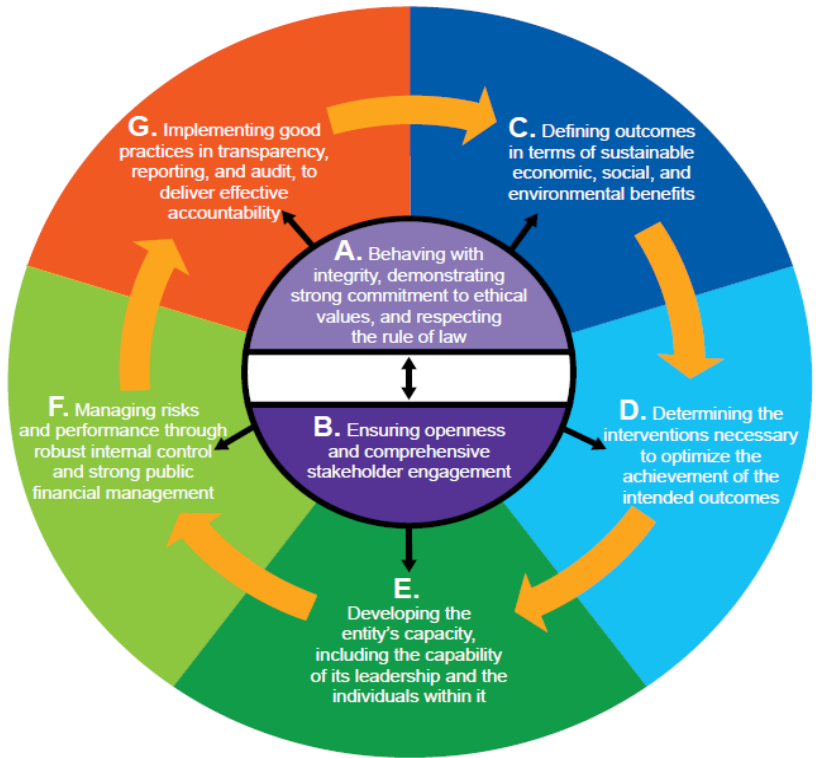 A. Behaving with
integrity, demonstrating
strong commitment to ethical
values, and respecting
the rule of law
B. Ensuring openness
and comprehensive
stakeholder engagement
C. Defining outcomes
in terms of sustainable
economic, social, and
environmental benefits
D. Determining the
interventions necessary
to optimize the
achievement of the
intended outcomes
E.
Developing the
entity's capacity,
including the capability
of its leadership and the
individuals within it
F. Managing risks
and performance through
robust internal control
and strong public
financial management
G. Implementing good
practices in transparency,
reporting, and audit, to
deliver effective
accountability